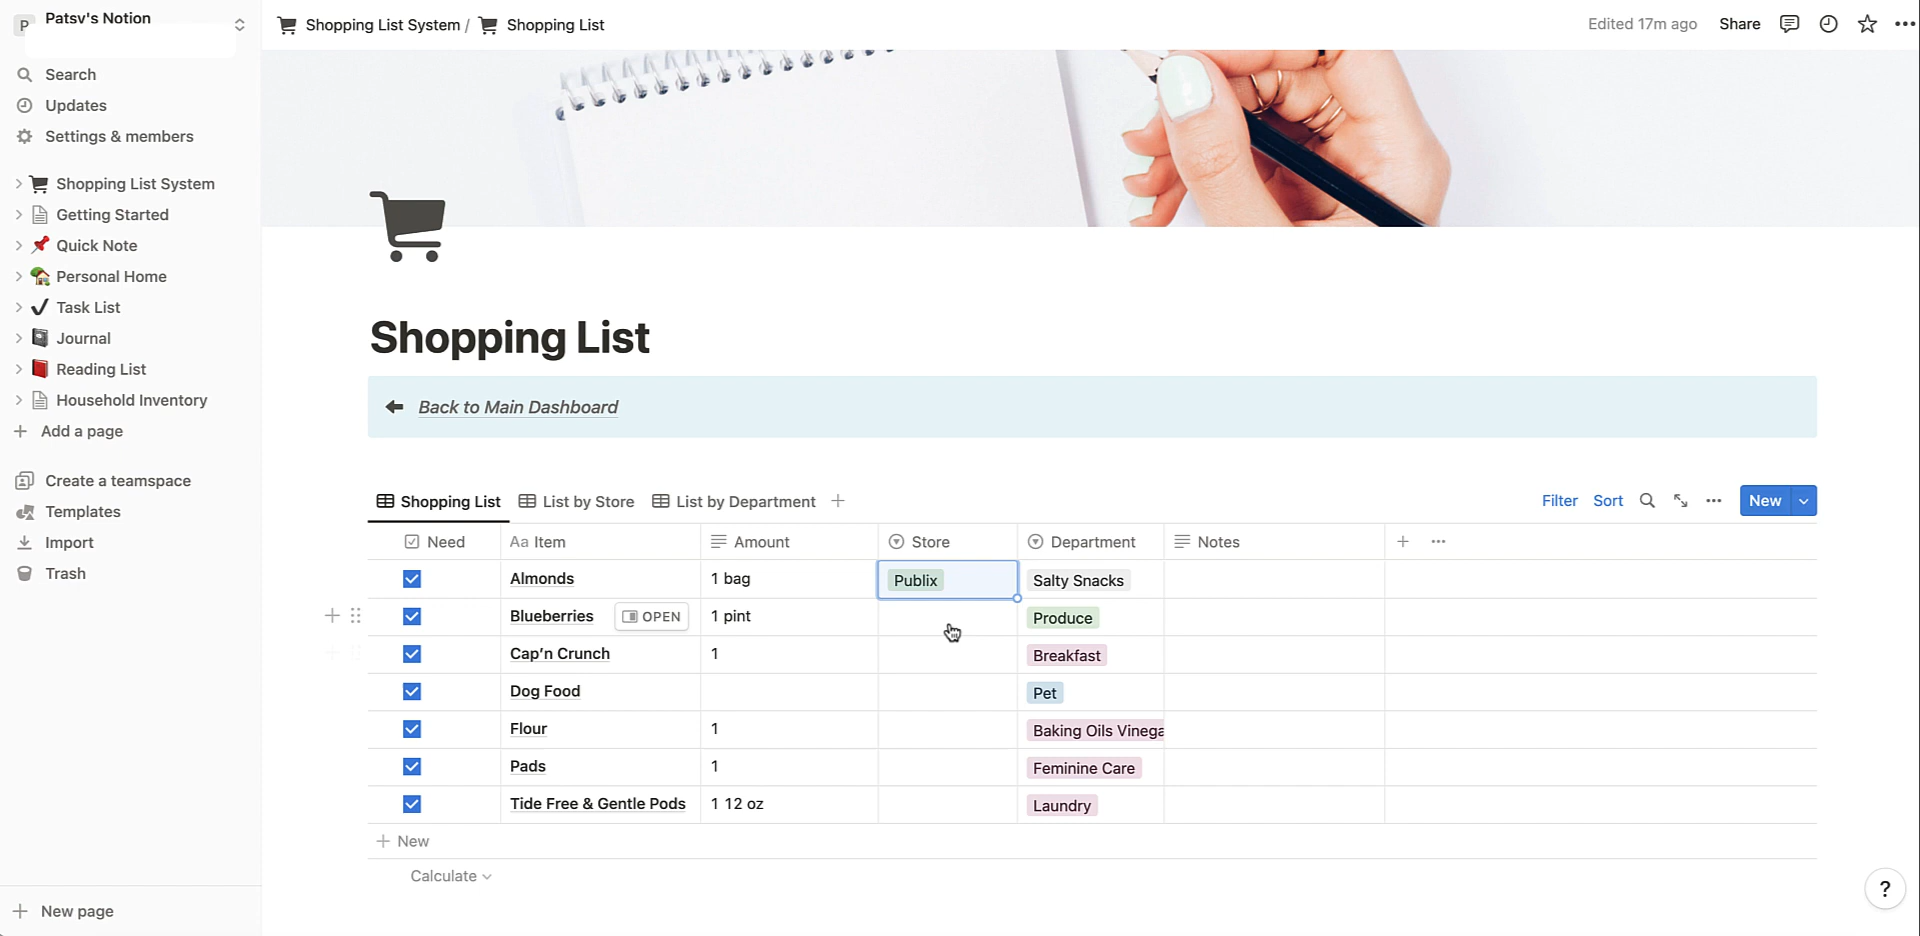 P Patsv's Notion
Search
Updates
Settings & members
Shopping List System
Getting Started
Quick Note
Personal Home
Task List
Journal
Reading List
Household Inventory
+ Add a page
Create a teamspace
Templates
Import
Trash
+ New page
Shopping List System / Shopping List
Edited 17m ago Share
Shopping List
Back to Main Dashboard
Shopping List List by Store List by Department +
Filter Sort New
Need Aa Item Amount Store Department Notes +
Almonds 1 bag Publix Salty Snacks
Blueberries OPEN 1 pint Produce
Cap'n Crunch 1 Breakfast
Dog Food Pet
Flour 1 Baking Oils Vinega
Pads 1 Feminine Care
Tide Free & Gentle Pods 1 12 oz Laundry
+ New
Calculate
?